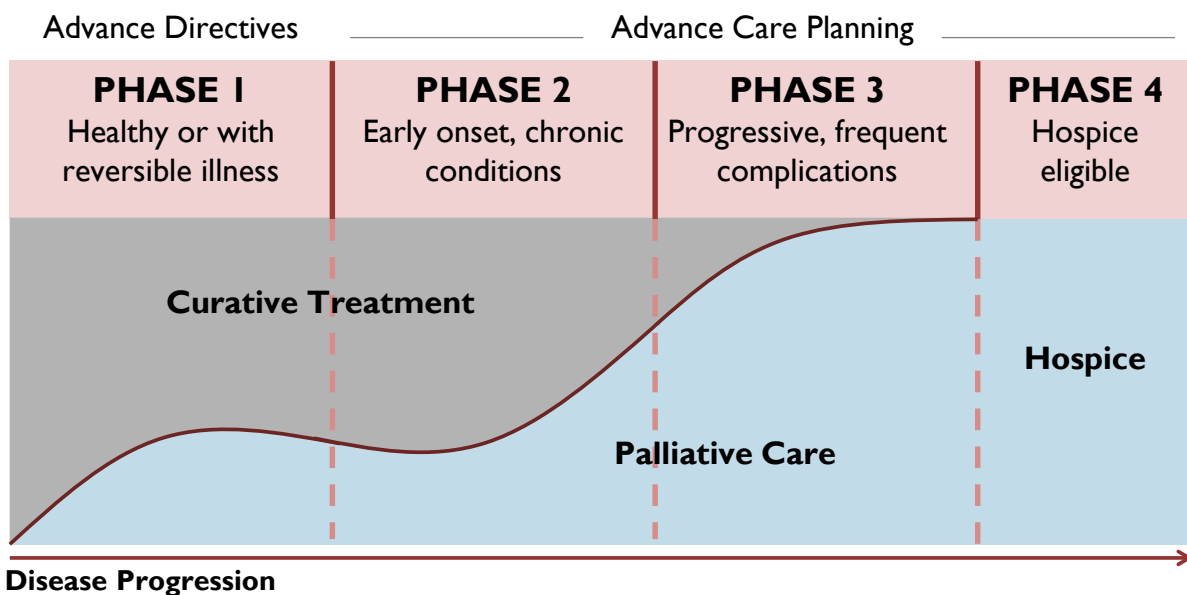 Advance Directives
Advance Care Planning
PHASE 1
Healthy or with
reversible illness
PHASE 2
Early onset, chronic
conditions
PHASE 3
Progressive, frequent
complications
PHASE 4
Hospice
eligible
Curative Treatment
Hospice
Palliative Care
Disease Progression